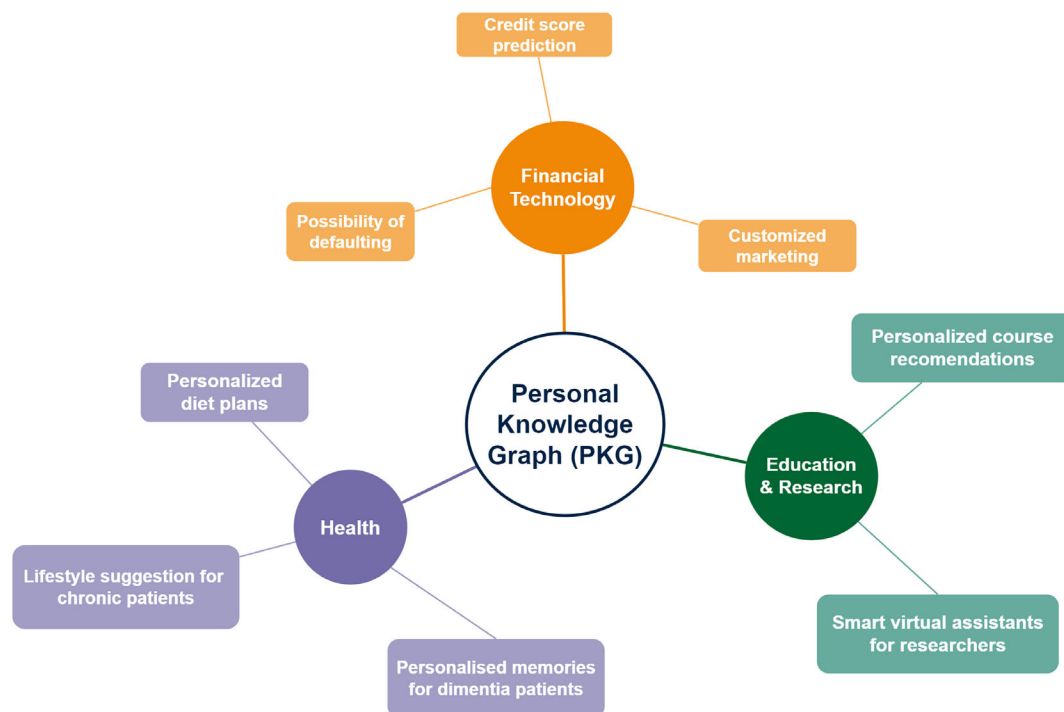 Credit score
prediction
Financial
Technology
Possibility of
defaulting
Customized
marketing
Personal
Knowledge
Graph (PKG)
Personalized course
recomendations
Education
& Research
Smart virtual assistants
for researchers
Personalized
diet plans
Health
Lifestyle suggestion for
chronic patients
Personalised memories
for dimentia patients